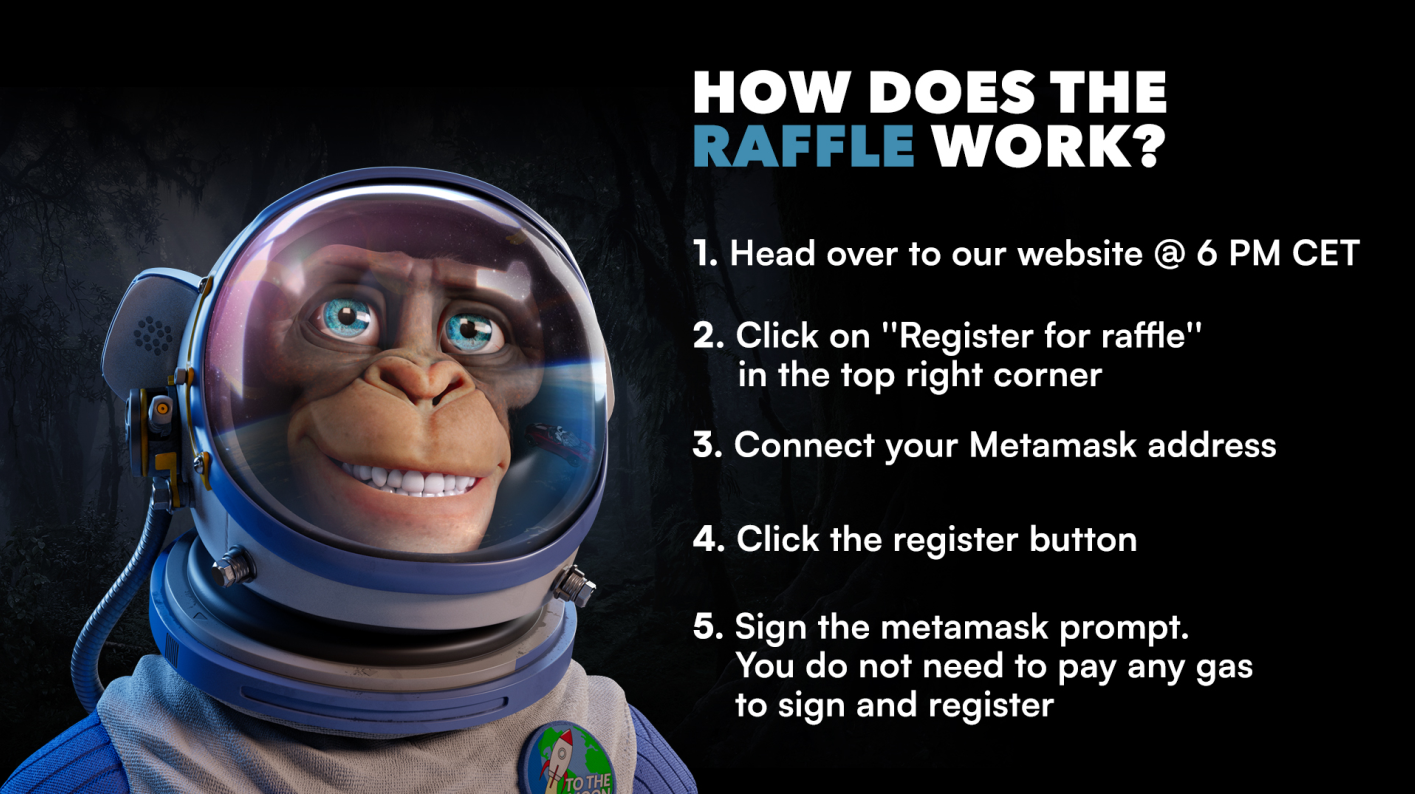 HOW DOES THE
RAFFLE WORK?
1. Head over to our website @ 6 PM CET
2. Click on "Register for raffle"
in the top right corner
3. Connect your Metamask address
4. Click the register button
5. Sign the metamask prompt.
You do not need to pay any gas
to sign and register
TO THE